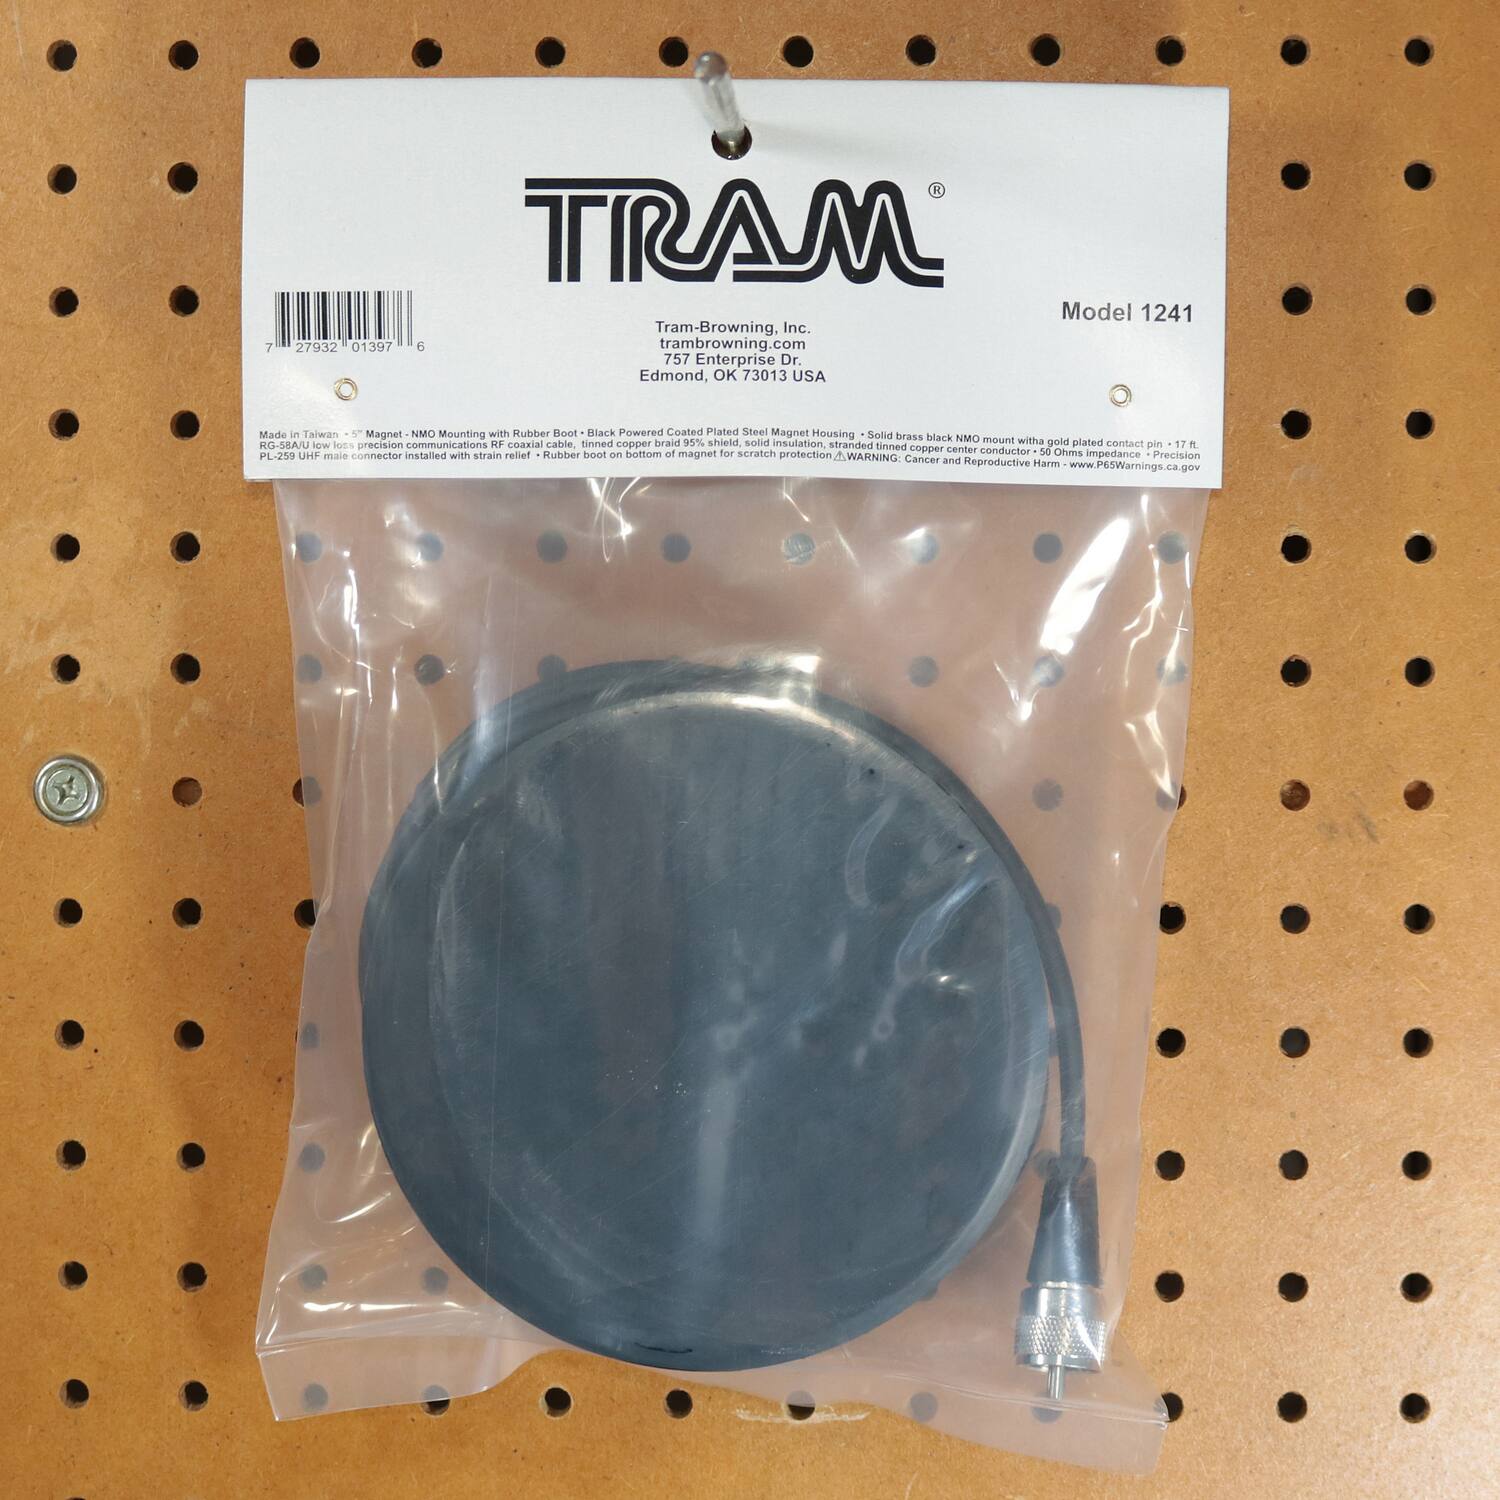 TRAM®
7 27932 01397 6
Model 1241
Tram-Browning, Inc.
trambrowning.com
757 Enterprise Dr.
Edmond, OK 73013 USA
Made in Taiwan • 5" Magnet - NMO Mounting with Rubber Boot • Black Powered Coated Plated Steel Magnet Housing • Solid brass black NMO mount witha gold plated contact pin • 17 ft.
RG-58A/U low loss precision communications RF coaxial cable, tinned copper braid 95% shield, solid insulation, stranded tinned copper center conductor • 50 Ohms impedance • Precision
PL-259 UHF male connector installed with strain relief • Rubber boot on bottom of magnet for scratch protection ⚠WARNING: Cancer and Reproductive Harm - www.P65Warnings.ca.gov